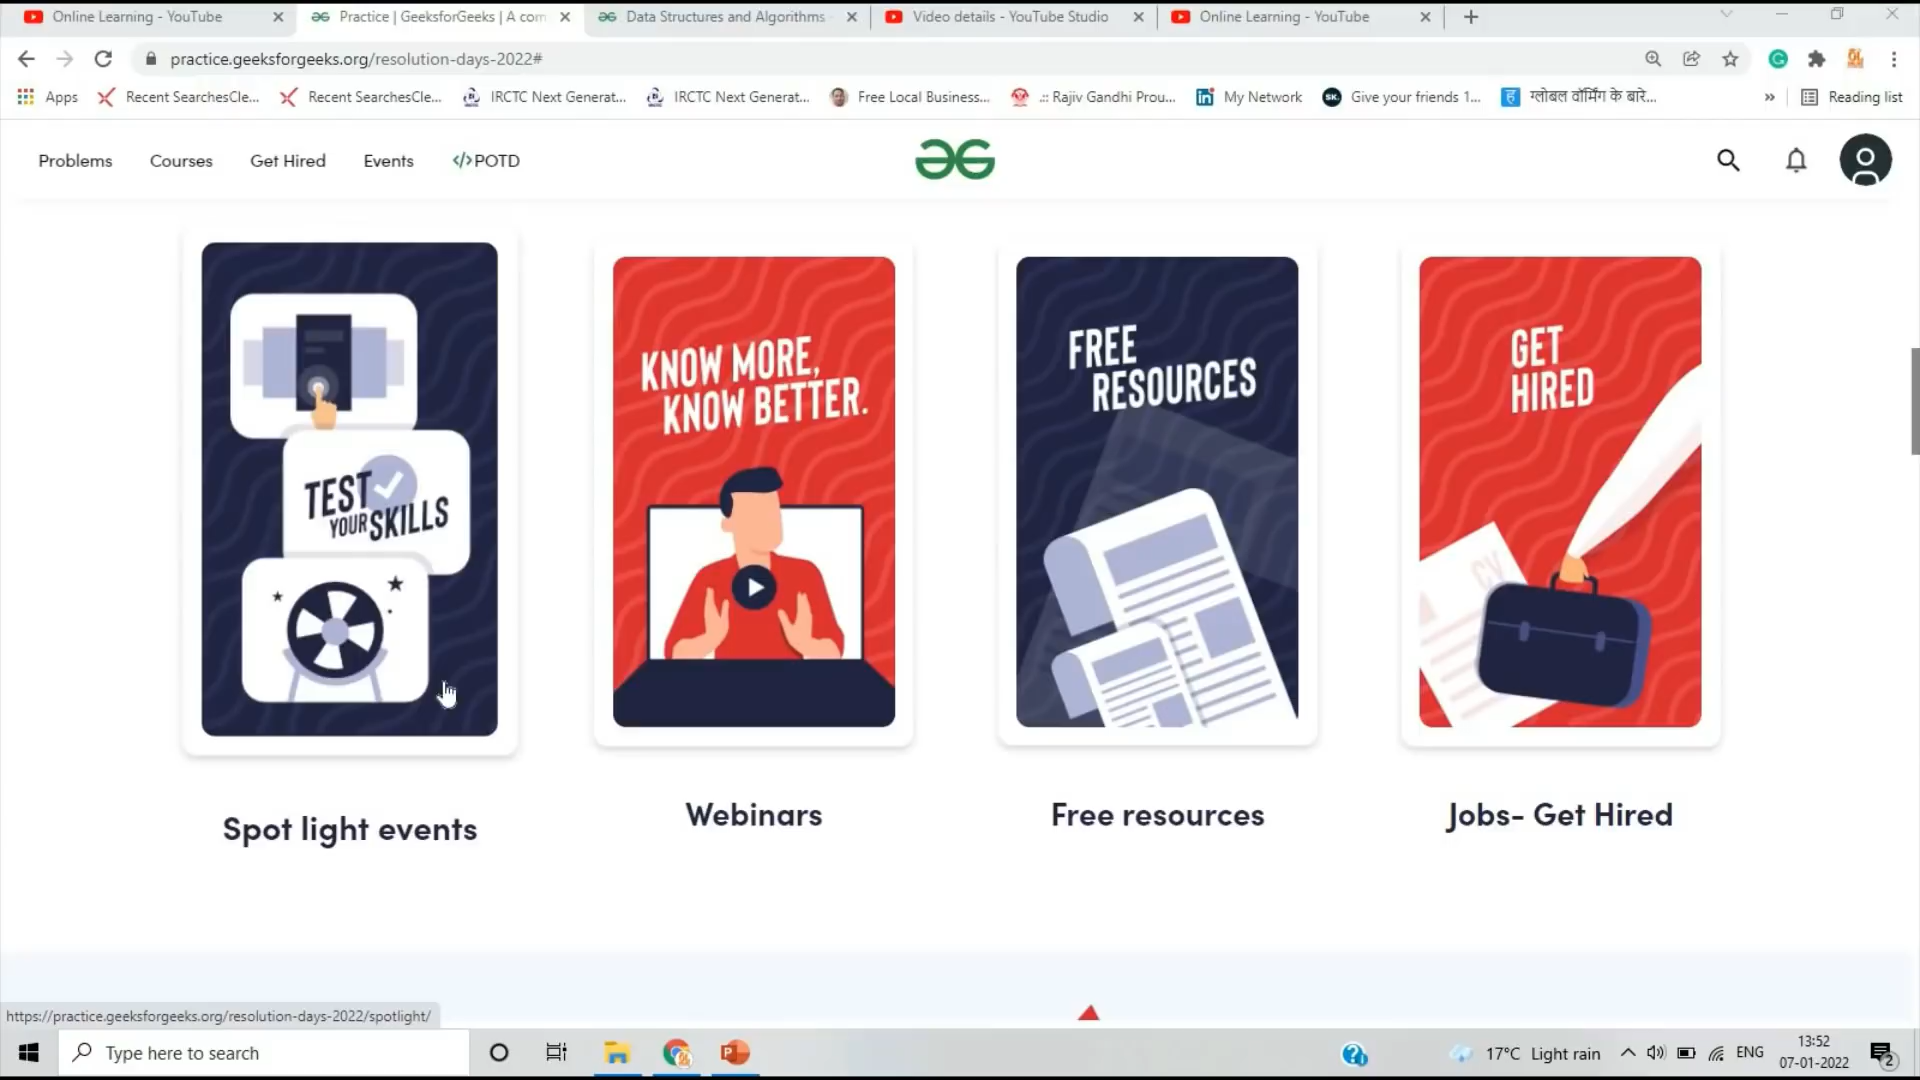 Online Learning - YouTube
Practice | GeeksforGeeks | A com
Data Structures and Algorithms
Video details - YouTube Studio
Online Learning - YouTube
practice.geeksforgeeks.org/resolution-days-2022#
Apps
Recent SearchesCle...
Recent SearchesCle...
IRCTC Next Generat...
IRCTC Next Generat...
Free Local Business...
.:: Rajiv Gandhi Prou...
My Network
Give your friends 1...
ग्लोबल वॉर्मिंग के बारे...
Reading list
Problems
Courses
Get Hired
Events
</>POTD
TEST
YOUR SKILLS
KNOW MORE,
KNOW BETTER.
FREE
RESOURCES
GET
HIRED
CV
Spot light events
Webinars
Free resources
Jobs- Get Hired
https://practice.geeksforgeeks.org/resolution-days-2022/spotlight/
Type here to search
17°C Light rain
ENG
13:52
07-01-2022
2